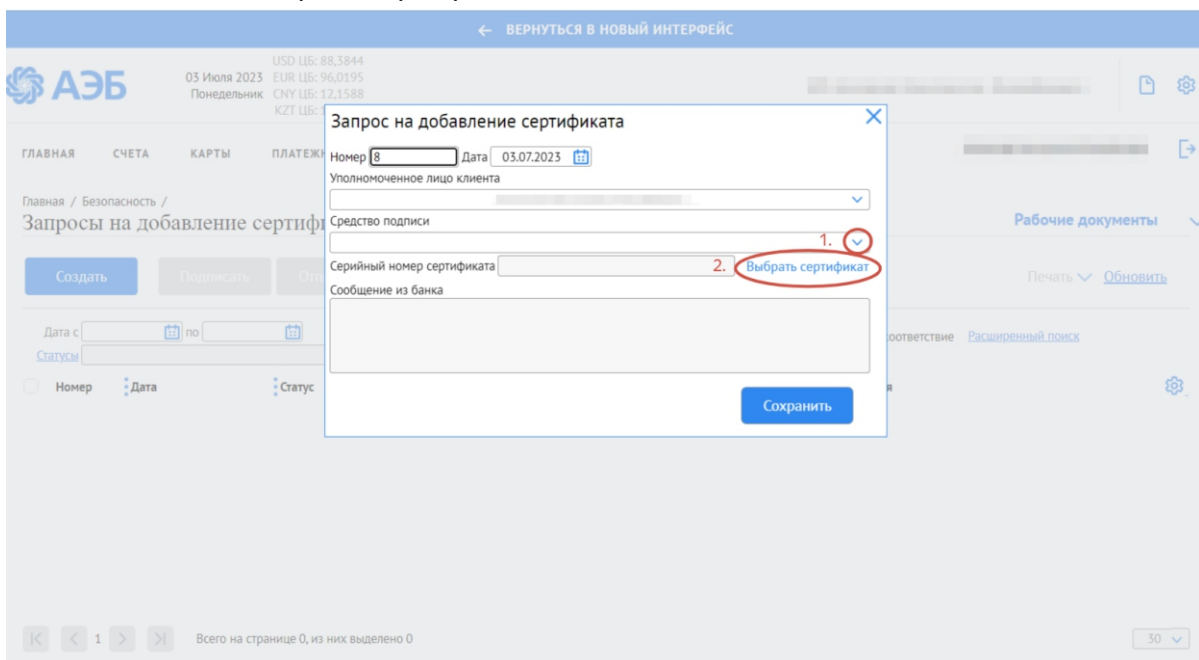 ← ВЕРНУТЬСЯ В НОВЫЙ ИНТЕРФЕЙС
АЭБ
03 Июля 2023
Понедельник
USD ЦБ: 88,3844
EUR ЦБ: 96,0195
CNY ЦБ: 12,1588
KZT ЦБ:
ГЛАВНАЯ СЧЕТА КАРТЫ
Главная / Безопасность /
Запросы на добавление
Рабочие документы
Создать Подписать
Печать Обновить
Дата с по
Статусы
Расширенный поиск
Номер Дата Статус
Запрос на добавление сертификата
Номер 8 Дата 03.07.2023
Уполномоченное лицо клиента
Средство подписи
1.
Серийный номер сертификата 2. Выбрать сертификат
Сообщение из банка
Сохранить
1 Всего на странице 0, из них выделено 0 30